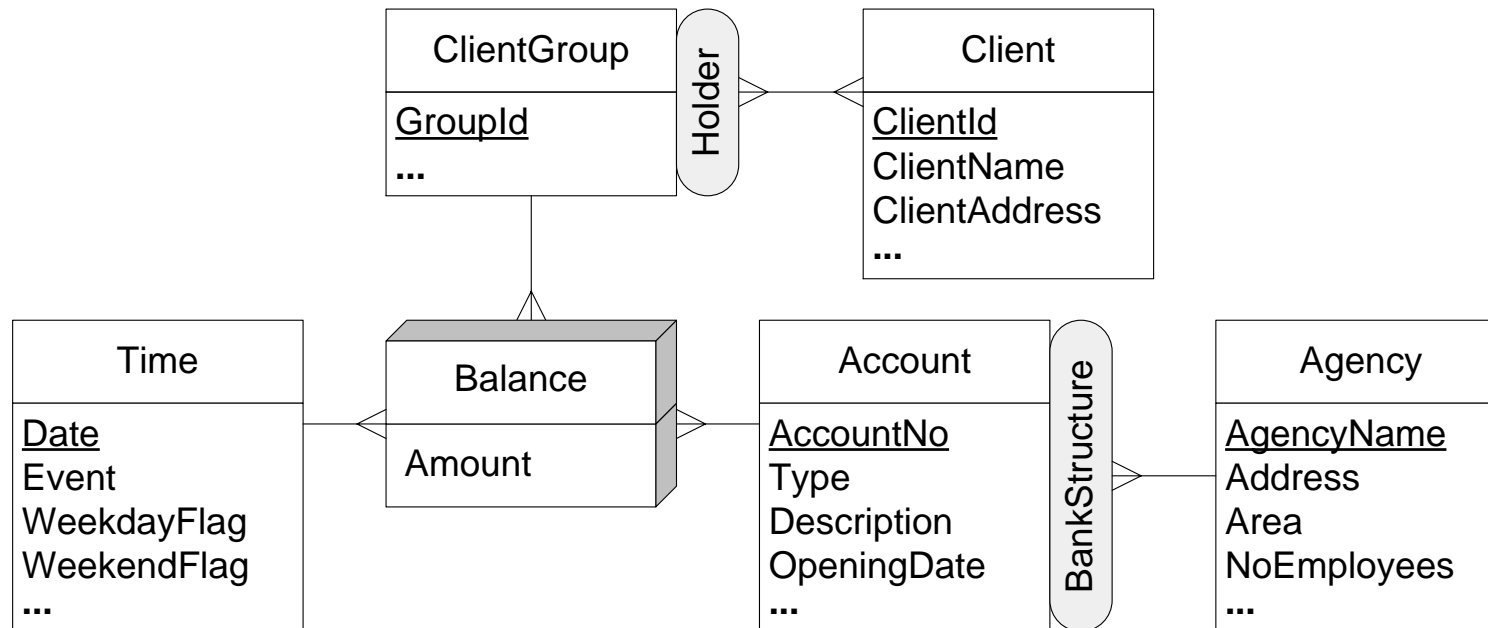 ClientGroup
GroupId
...
Holder
Client
ClientId
ClientName
ClientAddress
...
Time
Date
Event
WeekdayFlag
WeekendFlag
...
Balance
Amount
Account
AccountNo
Type
Description
OpeningDate
...
BankStructure
Agency
AgencyName
Address
Area
NoEmployees
...